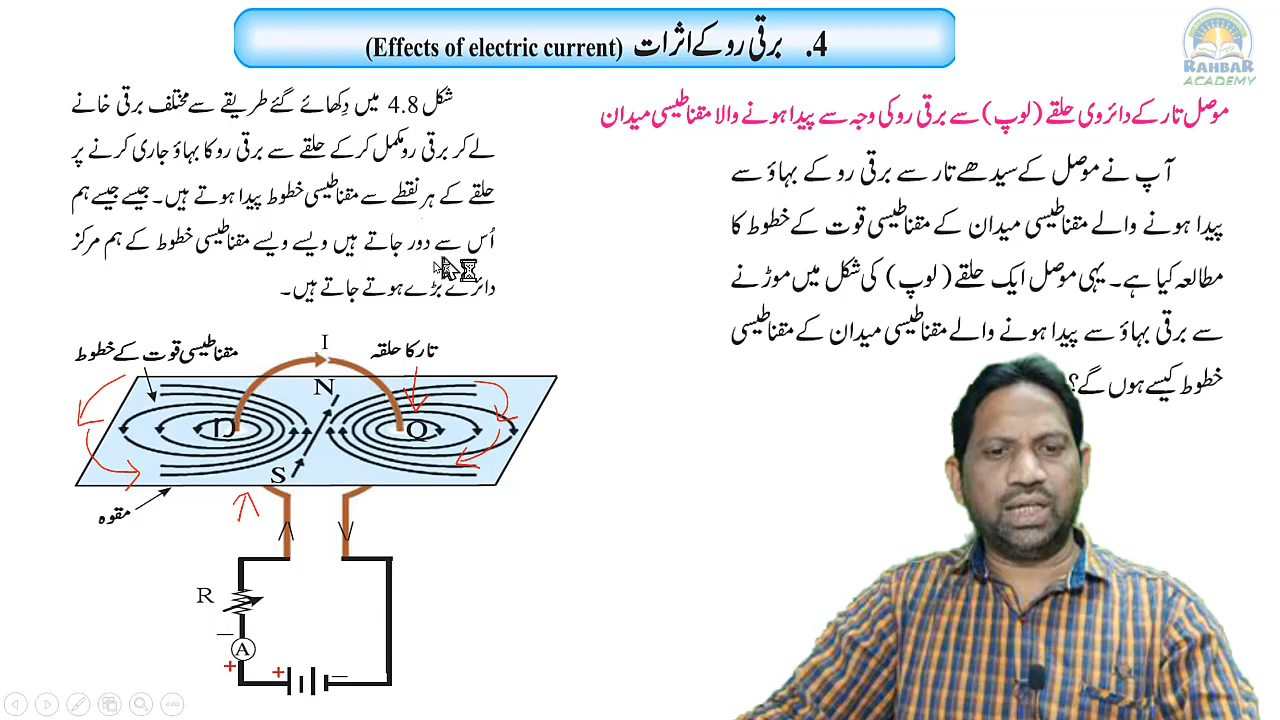 4. برقی رو کے اثرات (Effects of electric current)
RAHBAR
ACADEMY
موصل تار کے دائروی حلقے (لوپ) سے برقی رو کی وجہ سے پیدا ہونے والا مقناطیسی میدان
آپ نے موصل کے سیدھے تار سے برقی رو کے بہاؤ سے
پیدا ہونے والے مقناطیسی میدان کے مقناطیسی قوت کے خطوط کا
مطالعہ کیا ہے۔ یہی موصل ایک حلقے (لوپ) کی شکل میں موڑنے
سے برقی بہاؤ سے پیدا ہونے والے مقناطیسی میدان کے مقناطیسی
خطوط کیسے ہوں گے؟
شکل 4.8 میں دِکھائے گئے طریقے سے مختلف برقی خانے
لے کر برقی رو مکمل کرکے حلقے سے برقی رو کا بہاؤ جاری کرنے پر
حلقے کے ہر نقطے سے مقناطیسی خطوط پیدا ہوتے ہیں۔ جیسے جیسے ہم
اُس سے دور جاتے ہیں ویسے ویسے مقناطیسی خطوط کے ہم مرکز
دائرے بڑے ہوتے جاتے ہیں۔
I
تار کا حلقہ
مقناطیسی قوت کے خطوط
N
Q
S
مقوہ
R
−
A
+
+
−